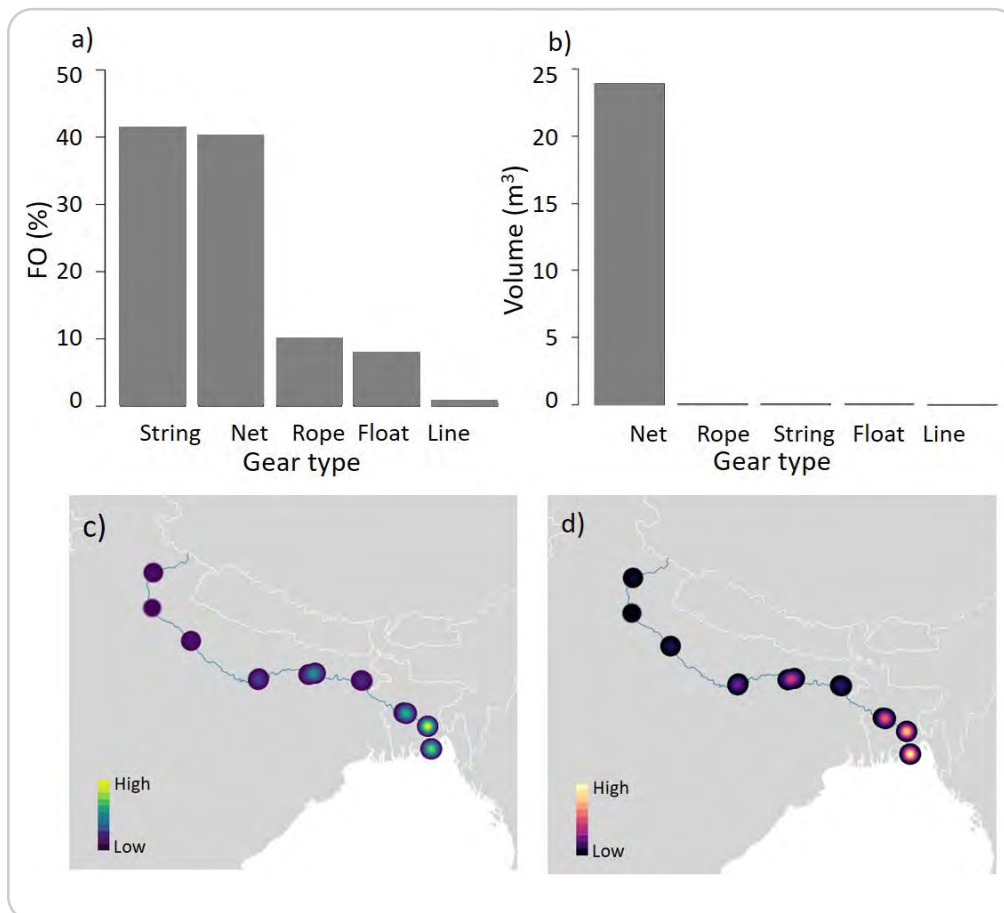 a)
50
40
30
20
10
0
FO (%)
String Net Rope Float Line
Gear type
b)
25
20
15
10
5
0
Volume (m³)
Net Rope String Float Line
Gear type
c)
High
Low
d)
High
Low